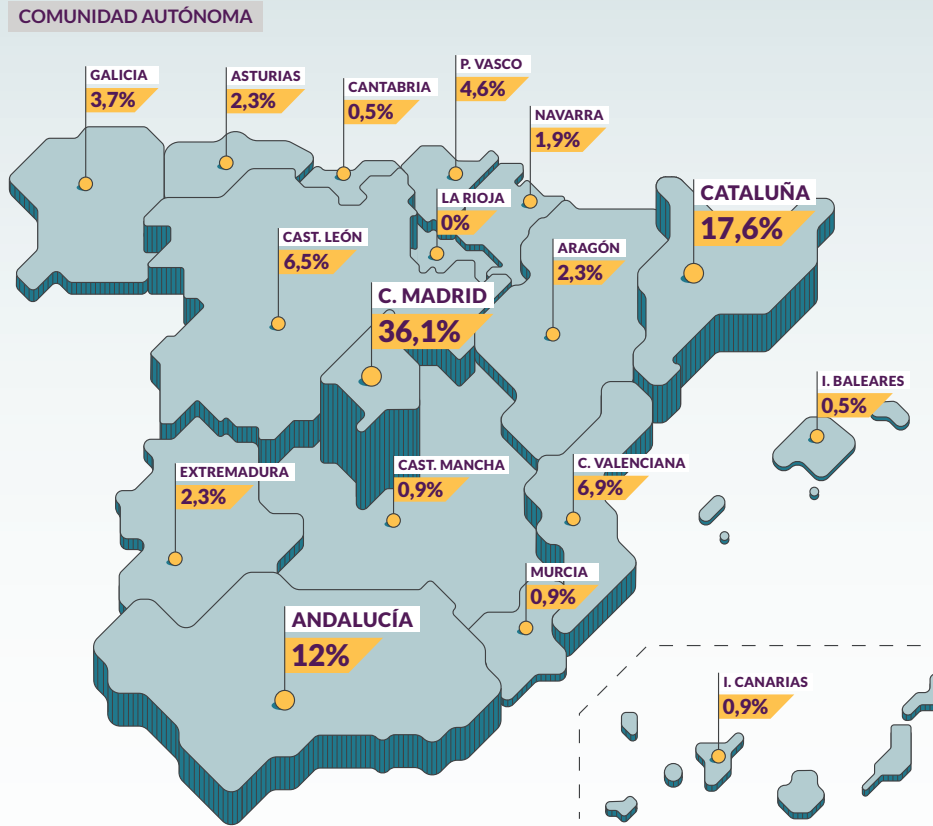 COMUNIDAD AUTÓNOMA
GALICIA
3,7%
ASTURIAS
2,3%
CANTABRIA
0,5%
P. VASCO
4,6%
NAVARRA
1,9%
LA RIOJA
0%
CATALUÑA
17,6%
CAST. LEÓN
6,5%
ARAGÓN
2,3%
C. MADRID
36,1%
I. BALEARES
0,5%
EXTREMADURA
2,3%
CAST. MANCHA
0,9%
C. VALENCIANA
6,9%
MURCIA
0,9%
ANDALUCÍA
12%
I. CANARIAS
0,9%